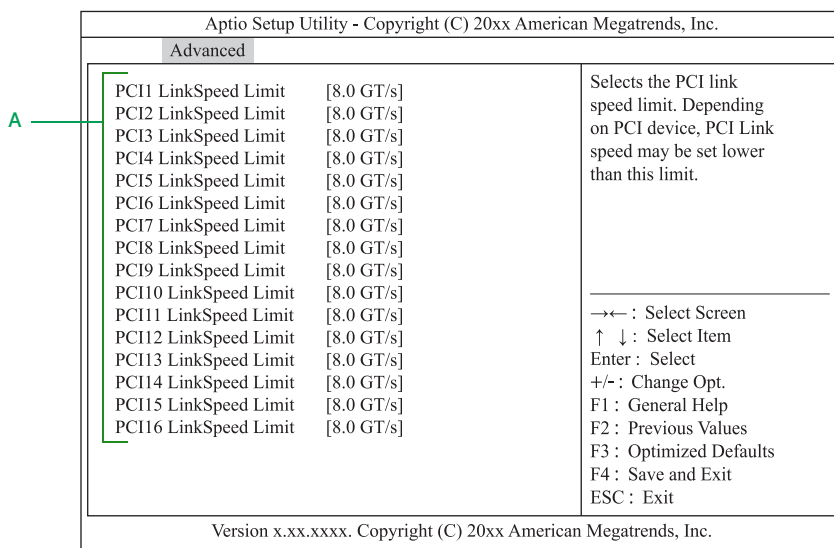 Aptio Setup Utility - Copyright (C) 20xx American Megatrends, Inc.
Advanced
A
PCI1 LinkSpeed Limit [8.0 GT/s]
PCI2 LinkSpeed Limit [8.0 GT/s]
PCI3 LinkSpeed Limit [8.0 GT/s]
PCI4 LinkSpeed Limit [8.0 GT/s]
PCI5 LinkSpeed Limit [8.0 GT/s]
PCI6 LinkSpeed Limit [8.0 GT/s]
PCI7 LinkSpeed Limit [8.0 GT/s]
PCI8 LinkSpeed Limit [8.0 GT/s]
PCI9 LinkSpeed Limit [8.0 GT/s]
PCI10 LinkSpeed Limit [8.0 GT/s]
PCI11 LinkSpeed Limit [8.0 GT/s]
PCI12 LinkSpeed Limit [8.0 GT/s]
PCI13 LinkSpeed Limit [8.0 GT/s]
PCI14 LinkSpeed Limit [8.0 GT/s]
PCI15 LinkSpeed Limit [8.0 GT/s]
PCI16 LinkSpeed Limit [8.0 GT/s]
Selects the PCI link
speed limit. Depending
on PCI device, PCI Link
speed may be set lower
than this limit.
→← : Select Screen
↑ ↓ : Select Item
Enter : Select
+/- : Change Opt.
F1 : General Help
F2 : Previous Values
F3 : Optimized Defaults
F4 : Save and Exit
ESC : Exit
Version x.xx.xxxx. Copyright (C) 20xx American Megatrends, Inc.